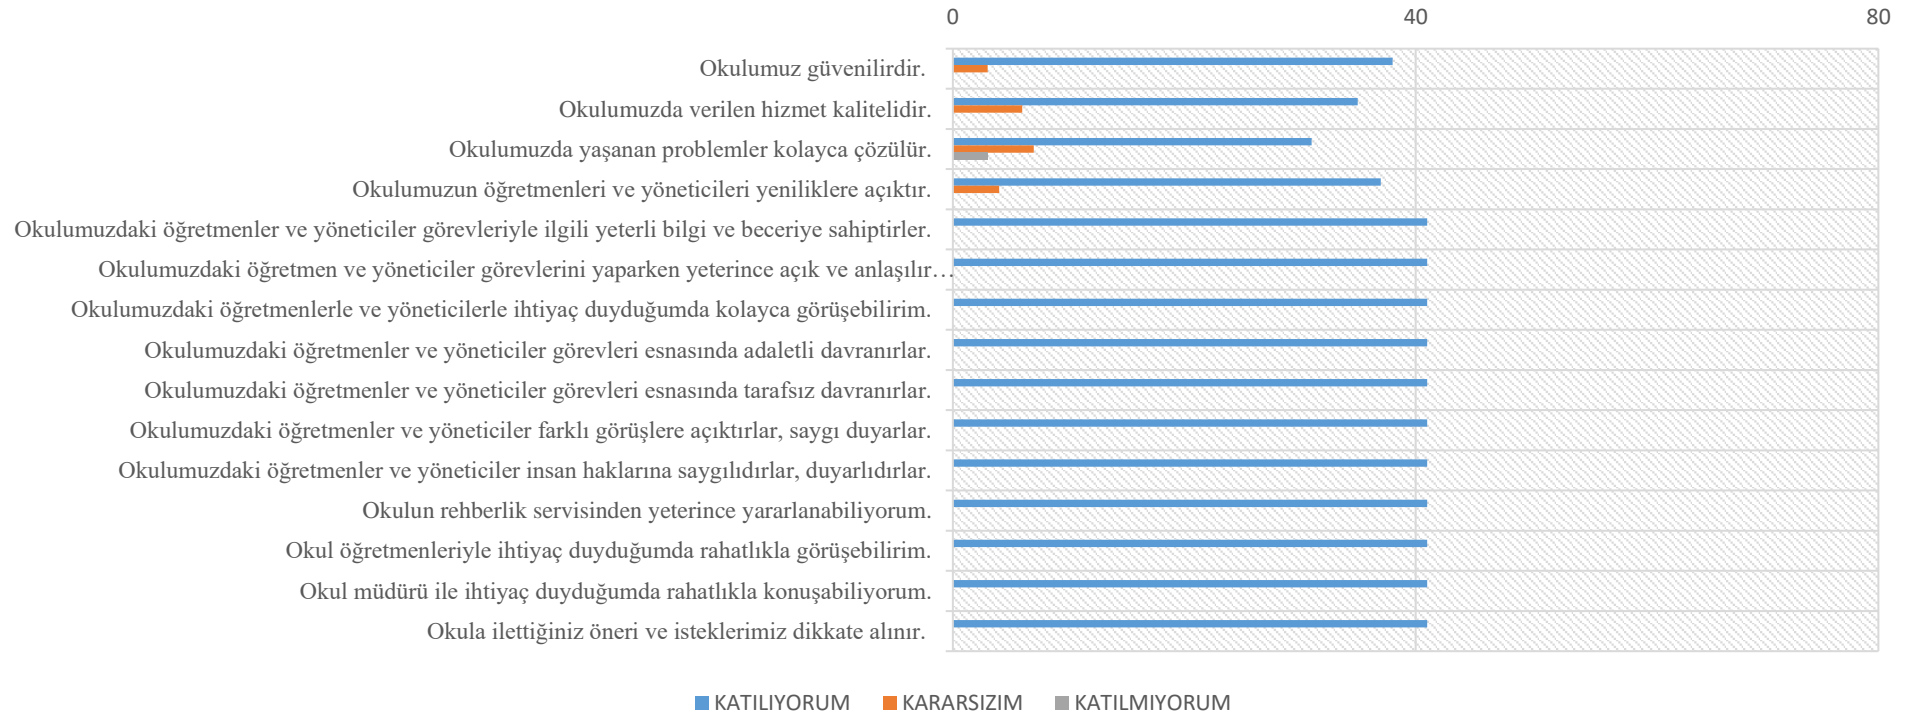 0 40 80
Okulumuz güvenilirdir.
Okulumuzda verilen hizmet kalitelidir.
Okulumuzda yaşanan problemler kolayca çözülür.
Okulumuzun öğretmenleri ve yöneticileri yeniliklere açıktır.
Okulumuzdaki öğretmenler ve yöneticiler görevleriyle ilgili yeterli bilgi ve beceriye sahiptirler.
Okulumuzdaki öğretmen ve yöneticiler görevlerini yaparken yeterince açık ve anlaşılır…
Okulumuzdaki öğretmenlerle ve yöneticilerle ihtiyaç duyduğumda kolayca görüşebilirim.
Okulumuzdaki öğretmenler ve yöneticiler görevleri esnasında adaletli davranırlar.
Okulumuzdaki öğretmenler ve yöneticiler görevleri esnasında tarafsız davranırlar.
Okulumuzdaki öğretmenler ve yöneticiler farklı görüşlere açıktırlar, saygı duyarlar.
Okulumuzdaki öğretmenler ve yöneticiler insan haklarına saygılıdırlar, duyarlıdırlar.
Okulun rehberlik servisinden yeterince yararlanabiliyorum.
Okul öğretmenleriyle ihtiyaç duyduğumda rahatlıkla görüşebilirim.
Okul müdürü ile ihtiyaç duyduğumda rahatlıkla konuşabiliyorum.
Okula ilettiğiniz öneri ve isteklerimiz dikkate alınır.
KATILIYORUM KARARSIZIM KATILMIYORUM